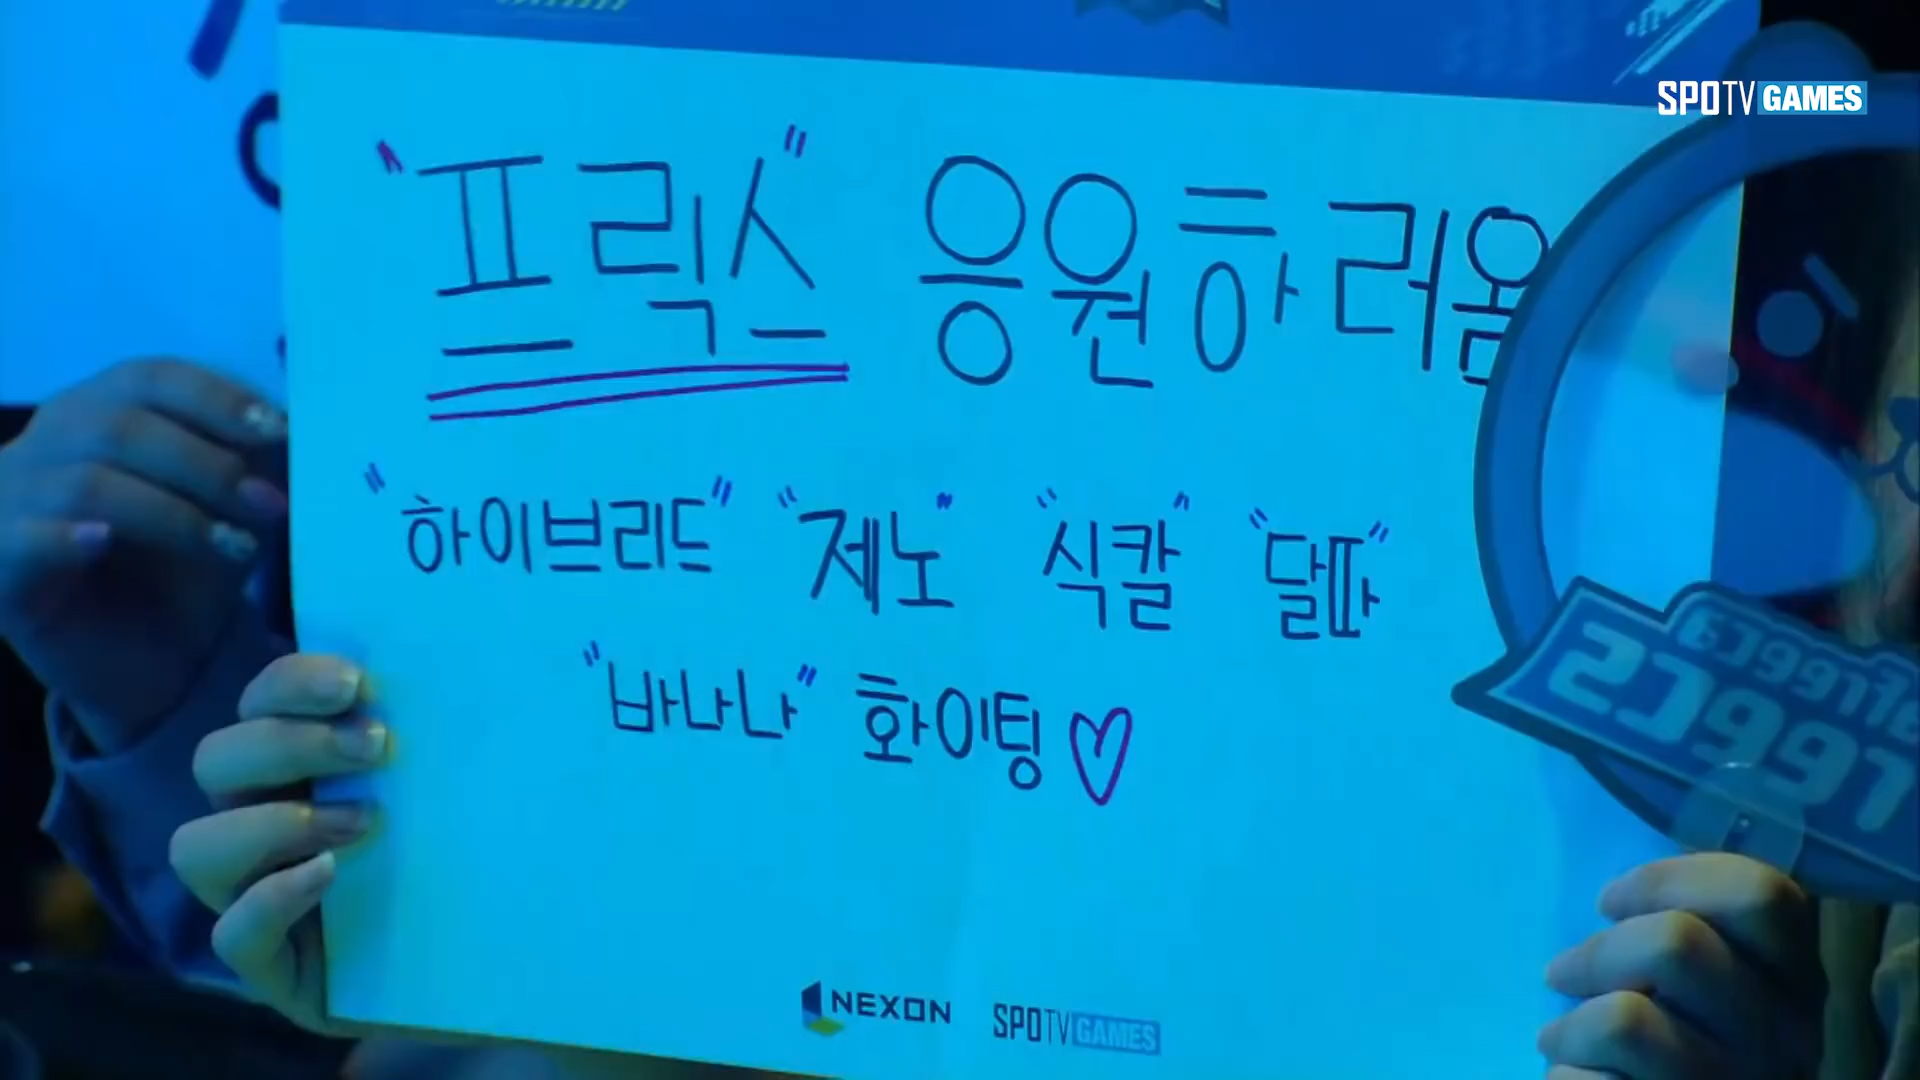 SPOTV GAMES
"프릭스" 응원하러옴
"하이브리드" "제노" "식칼" "달따"
"바나나" 화이팅♡
NEXON SPOTV GAMES